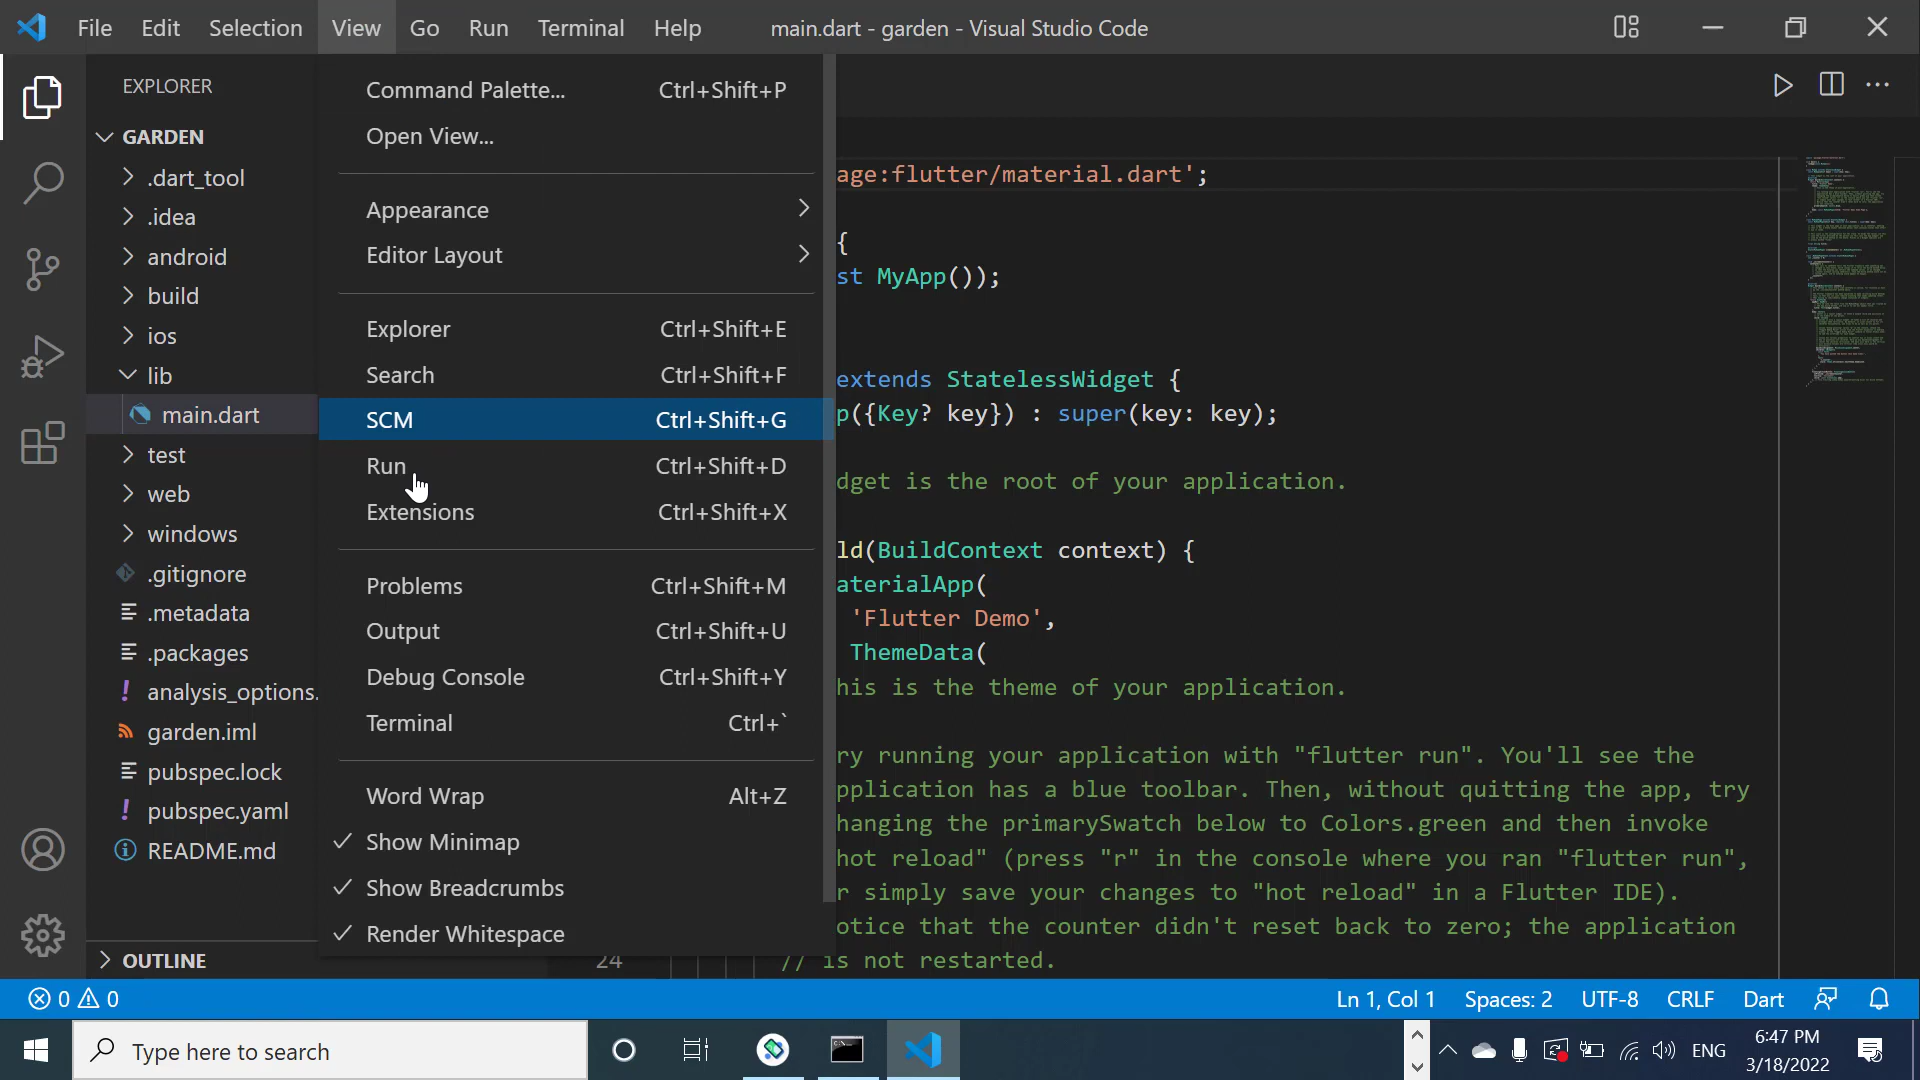 File Edit Selection View Go Run Terminal Help main.dart - garden - Visual Studio Code
EXPLORER
GARDEN
.dart_tool
.idea
android
build
ios
lib
main.dart
test
web
windows
.gitignore
.metadata
.packages
analysis_options.
garden.iml
pubspec.lock
pubspec.yaml
README.md
OUTLINE
Command Palette... Ctrl+Shift+P
Open View...
Appearance
Editor Layout
Explorer Ctrl+Shift+E
Search Ctrl+Shift+F
SCM Ctrl+Shift+G
Run Ctrl+Shift+D
Extensions Ctrl+Shift+X
Problems Ctrl+Shift+M
Output Ctrl+Shift+U
Debug Console Ctrl+Shift+Y
Terminal Ctrl+`
Word Wrap Alt+Z
Show Minimap
Show Breadcrumbs
Render Whitespace
age:flutter/material.dart';
{
st MyApp());
extends StatelessWidget {
p({Key? key}) : super(key: key);
dget is the root of your application.
ld(BuildContext context) {
aterialApp(
'Flutter Demo',
ThemeData(
his is the theme of your application.
ry running your application with "flutter run". You'll see the
pplication has a blue toolbar. Then, without quitting the app, try
hanging the primarySwatch below to Colors.green and then invoke
hot reload" (press "r" in the console where you ran "flutter run",
r simply save your changes to "hot reload" in a Flutter IDE).
otice that the counter didn't reset back to zero; the application
24 // is not restarted.
0 0 Ln 1, Col 1 Spaces: 2 UTF-8 CRLF Dart
Type here to search ENG 6:47 PM
3/18/2022